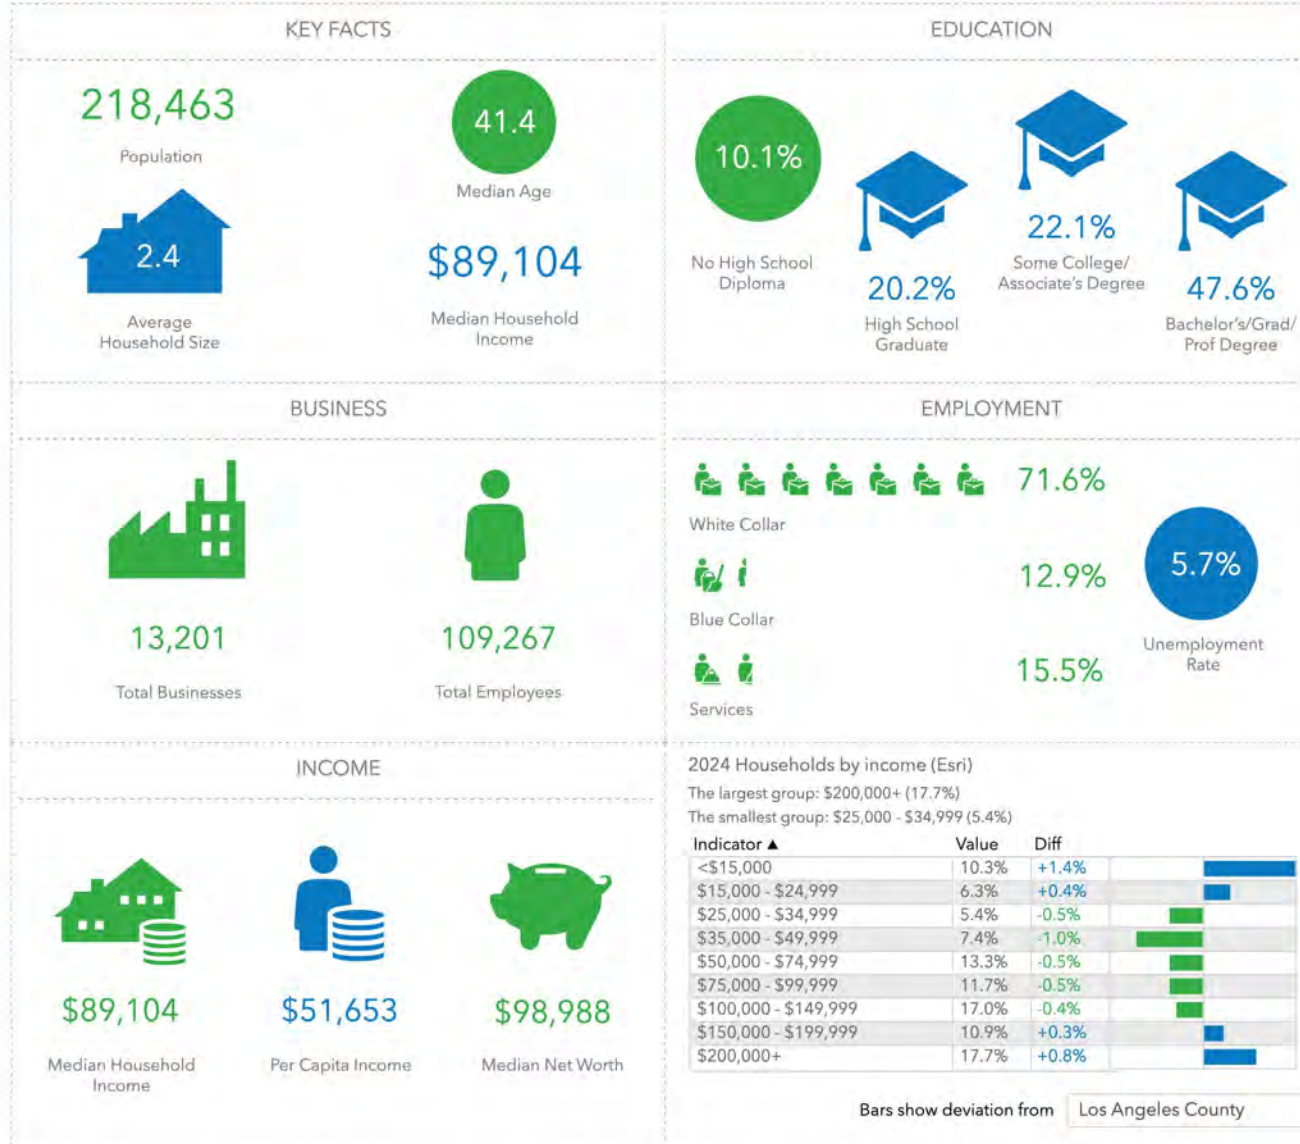 KEY FACTS
218,463
Population
41.4
Median Age
2.4
Average
Household Size
$89,104
Median Household
Income
EDUCATION
10.1%
No High School
Diploma
20.2%
High School
Graduate
22.1%
Some College/
Associate's Degree
47.6%
Bachelor's/Grad/
Prof Degree
BUSINESS
13,201
Total Businesses
109,267
Total Employees
EMPLOYMENT
71.6%
White Collar
12.9%
Blue Collar
15.5%
Services
5.7%
Unemployment
Rate
INCOME
$89,104
Median Household
Income
$51,653
Per Capita Income
$98,988
Median Net Worth
2024 Households by income (Esri)
The largest group: $200,000+ (17.7%)
The smallest group: $25,000 - $34,999 (5.4%)
Indicator ▲ Value Diff
<$15,000 10.3% +1.4%
$15,000 - $24,999 6.3% +0.4%
$25,000 - $34,999 5.4% -0.5%
$35,000 - $49,999 7.4% -1.0%
$50,000 - $74,999 13.3% -0.5%
$75,000 - $99,999 11.7% -0.5%
$100,000 - $149,999 17.0% -0.4%
$150,000 - $199,999 10.9% +0.3%
$200,000+ 17.7% +0.8%
Bars show deviation from Los Angeles County